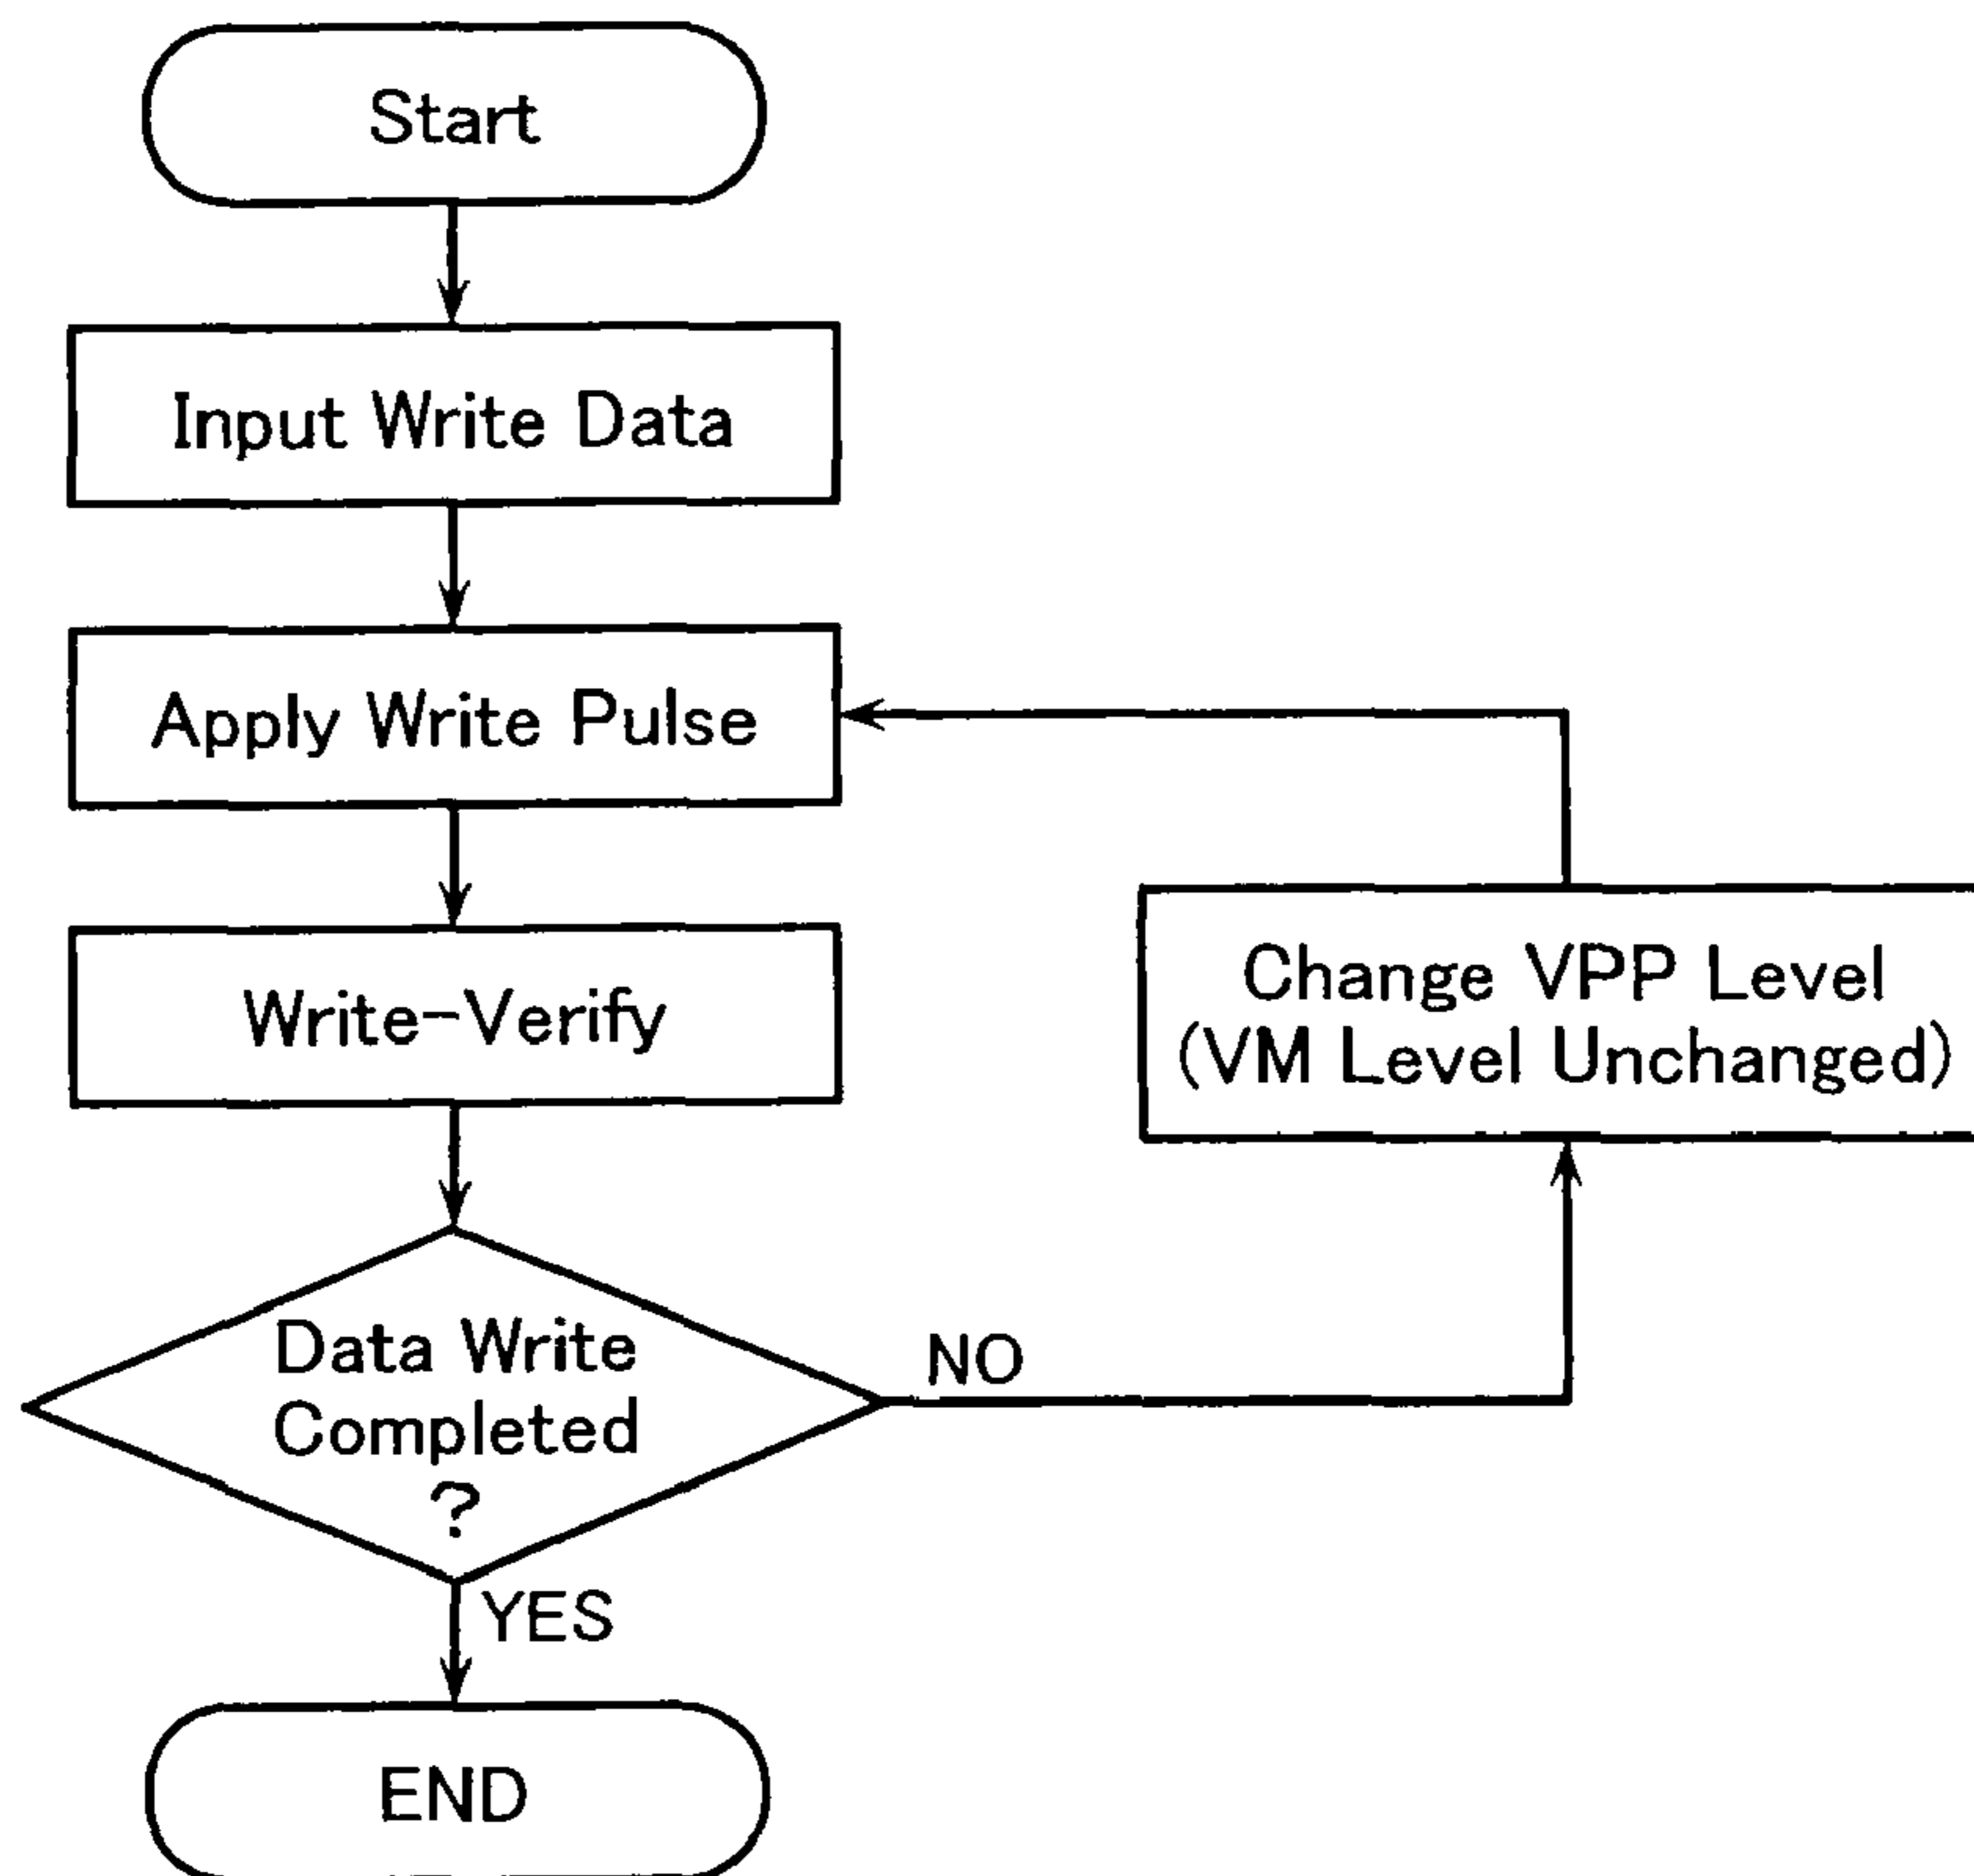 Start
Input Write Data
Apply Write Pulse
Write-Verify
Change VPP Level
(VM Level Unchanged)
Data Write
Completed
?
NO
YES
END